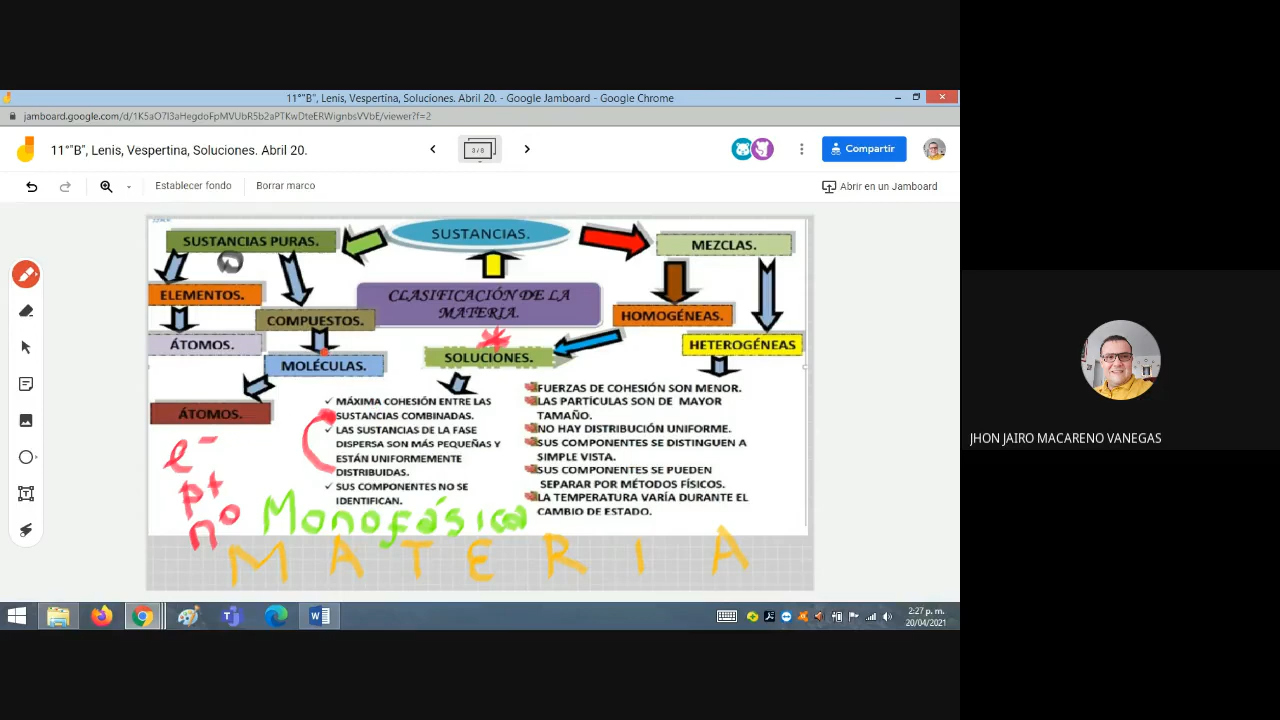 11°"B", Lenis, Vespertina, Soluciones. Abril 20. - Google Jamboard - Google Chrome
jamboard.google.com/d/1K5aO7I3aHegdoFpMVUbR5b2aPTKwDteERWignbsVVbE/viewer?f=2
11°"B", Lenis, Vespertina, Soluciones. Abril 20.
3 / 8
Compartir
Establecer fondo
Borrar marco
Abrir en un Jamboard
SUSTANCIAS.
SUSTANCIAS PURAS.
MEZCLAS.
ELEMENTOS.
CLASIFICACIÓN DE LA
MATERIA.
COMPUESTOS.
HOMOGÉNEAS.
ÁTOMOS.
HETEROGÉNEAS
SOLUCIONES.
MOLÉCULAS.
ÁTOMOS.
MÁXIMA COHESIÓN ENTRE LAS
SUSTANCIAS COMBINADAS.
LAS SUSTANCIAS DE LA FASE
DISPERSA SON MÁS PEQUEÑAS Y
ESTÁN UNIFORMEMENTE
DISTRIBUIDAS.
SUS COMPONENTES NO SE
IDENTIFICAN.
FUERZAS DE COHESIÓN SON MENOR.
LAS PARTÍCULAS SON DE MAYOR
TAMAÑO.
NO HAY DISTRIBUCIÓN UNIFORME.
SUS COMPONENTES SE DISTINGUEN A
SIMPLE VISTA.
SUS COMPONENTES SE PUEDEN
SEPARAR POR MÉTODOS FÍSICOS.
LA TEMPERATURA VARÍA DURANTE EL
CAMBIO DE ESTADO.
e-
p+
n°
Monofásica
MATERIA
2:27 p. m.
20/04/2021
JHON JAIRO MACARENO VANEGAS